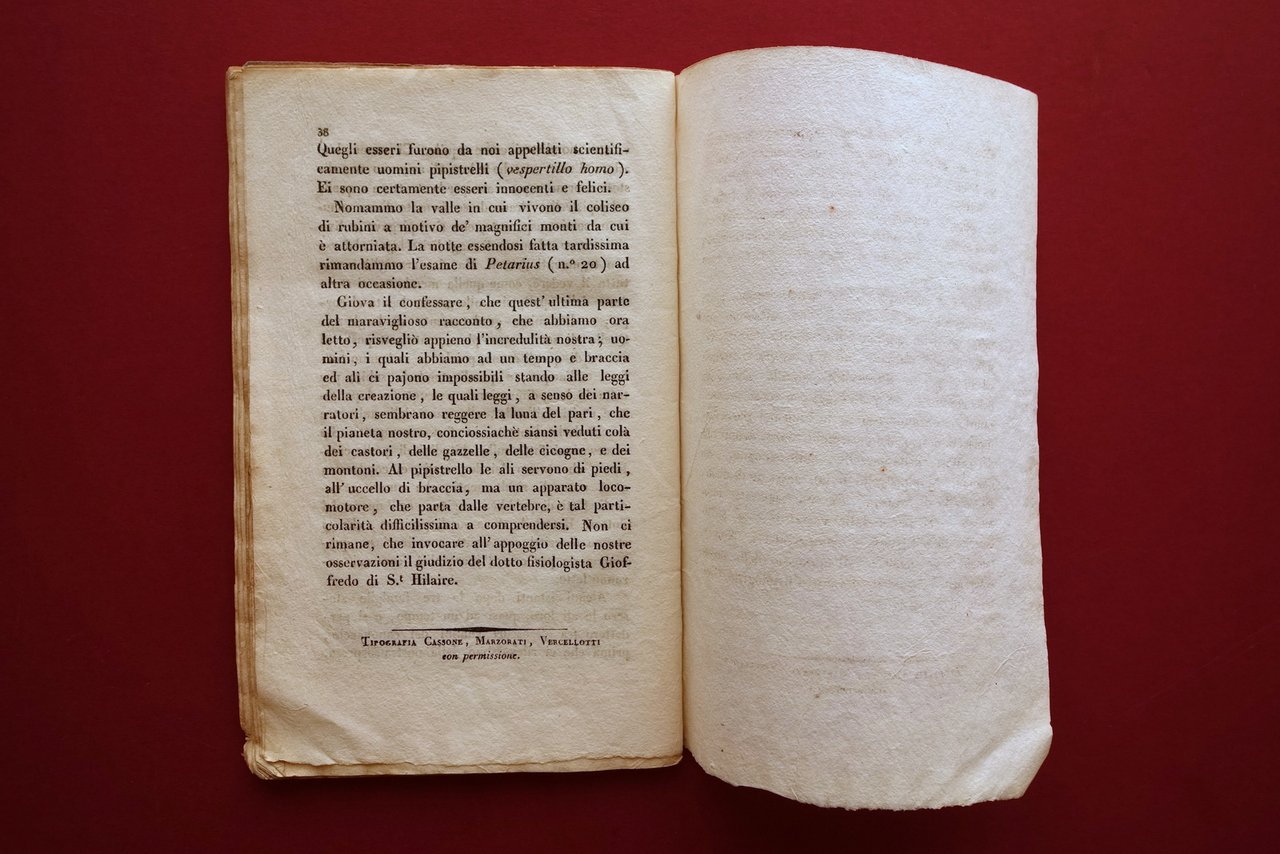 38
Quegli esseri furono da noi appellati scientifi-
camente uomini pipistrelli (vespertillo homo).
Ei sono certamente esseri innocenti e felici.
Nomammo la valle in cui vivono il coliseo
di rubini a motivo de' magnifici monti da cui
è attorniata. La notte essendosi fatta tardissima
rimandammo l'esame di Petarius (n.º 20) ad
altra occasione.
Giova il confessare, che quest' ultima parte
del maraviglioso racconto, che abbiamo ora
letto, risvegliò appieno l'incredulità nostra; uo-
mini, i quali abbiamo ad un tempo e braccia
ed ali ci pajono impossibili stando alle leggi
della creazione, le quali leggi, a senso dei nar-
ratori, sembrano reggere la luna del pari, che
il pianeta nostro, conciossiachè siansi veduti colà
dei castori, delle gazzelle, delle cicogne, e dei
montoni. Al pipistrello le ali servono di piedi,
all' uccello di braccia, ma un apparato loco-
motore, che parta dalle vertebre, è tal parti-
colarità difficilissima a comprendersi. Non ci
rimane, che invocare all' appoggio delle nostre
osservazioni il giudizio del dotto fisiologista Giof-
fredo di S.t Hilaire.
TIPOGRAFIA CASSONE, MARZORATI, VERCELLOTTI
con permissione.